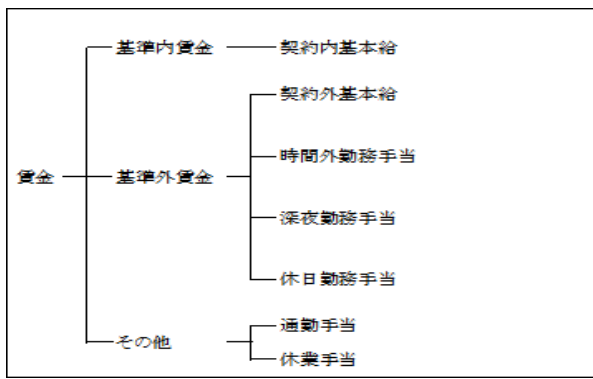 基準内賃金 契約内基本給
契約外基本給
時間外勤務手当
賃金 基準外賃金
深夜勤務手当
休日勤務手当
通勤手当
その他
休業手当